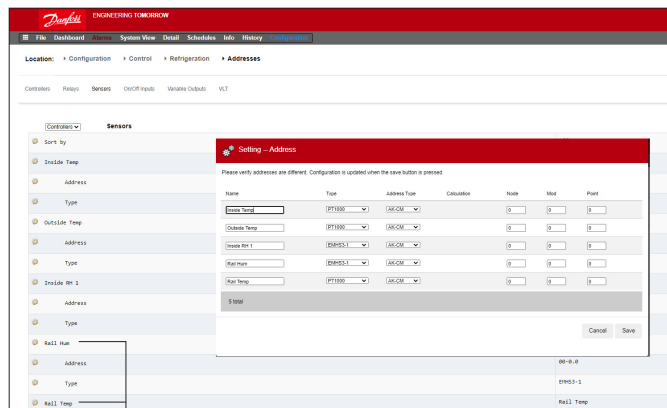 Danfoss
ENGINEERING TOMORROW
File Dashboard Alarms System View Detail Schedules Info History Configuration
Location: Configuration Control Refrigeration Addresses
Controllers Relays Sensors On/Off Inputs Variable Outputs VLT
Controllers Sensors
Sort by
Inside Temp
Address
Type
Outside Temp
Address
Type
Inside RH 1
Address
Type
Rail Hum
Address
00-0.0
Type
EMHS3-1
Rail Temp
Rail Temp
Setting – Address
Please verify addresses are different. Configuration is updated when the save button is pressed.
Name Type Address Type Calculation Node Mod Point
Inside Temp PT1000 AK-CM 0 0 0
Outside Temp PT1000 AK-CM 0 0 0
Inside RH 1 EMHS3-1 AK-CM 0 0 0
Rail Hum EMHS3-1 AK-CM 0 0 0
Rail Temp PT1000 AK-CM 0 0 0
5 total
Cancel Save